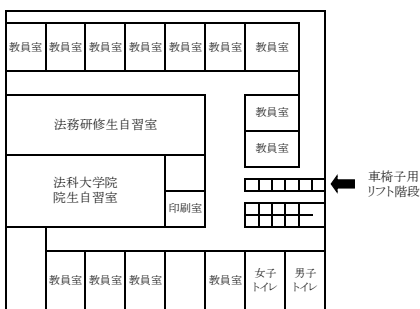 教員室 教員室 教員室 教員室 教員室 教員室 教員室
教員室
法務研修生自習室
教員室
法科大学院
院生自習室
車椅子用
リフト階段
印刷室
教員室 教員室 教員室 教員室
女子
トイレ
男子
トイレ